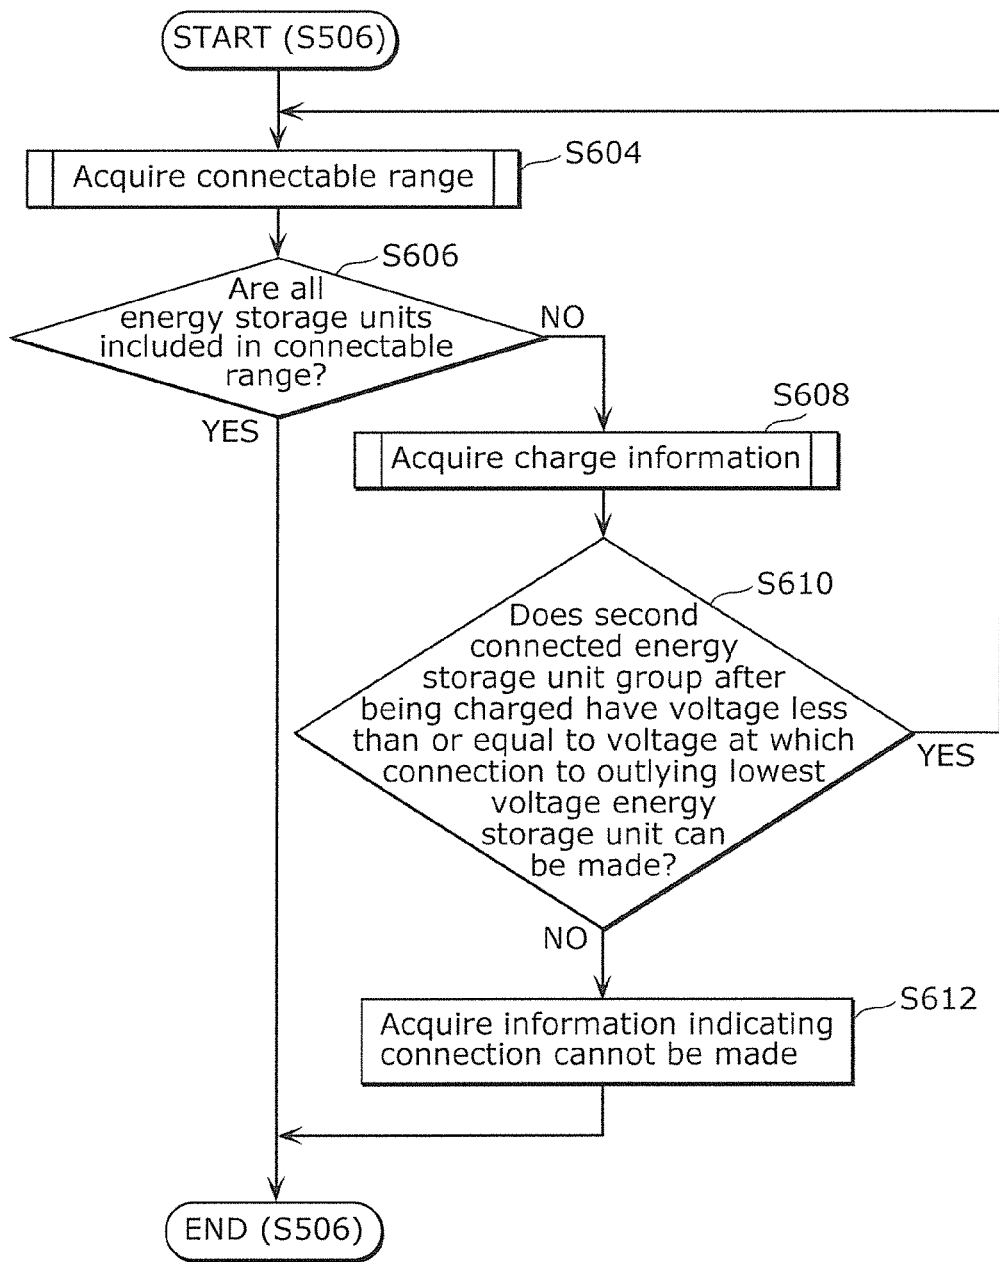 START (S506)
Acquire connectable range
S604
S606
Are all
energy storage units
included in connectable
range?
NO
YES
S608
Acquire charge information
S610
Does second
connected energy
storage unit group after
being charged have voltage less
than or equal to voltage at which
connection to outlying lowest
voltage energy
storage unit can
be made?
YES
NO
S612
Acquire information indicating
connection cannot be made
END (S506)